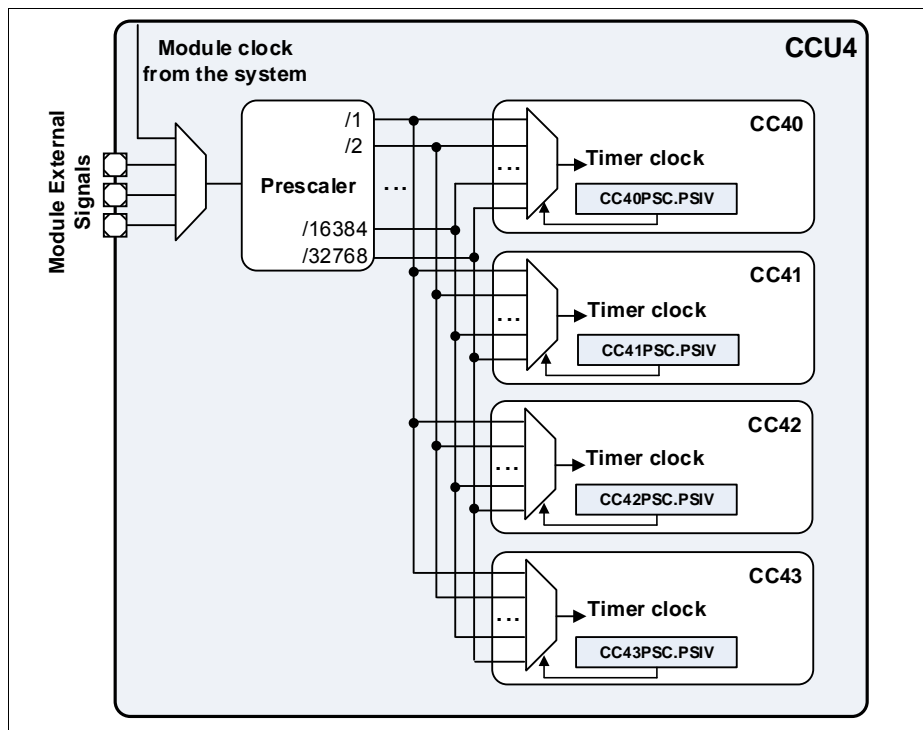 CCU4
Module clock
from the system
Module External
Signals
Prescaler
/1
/2
...
/16384
/32768
...
CC40
...
Timer clock
CC40PSC.PSIV
CC41
...
Timer clock
CC41PSC.PSIV
CC42
...
Timer clock
CC42PSC.PSIV
CC43
...
Timer clock
CC43PSC.PSIV